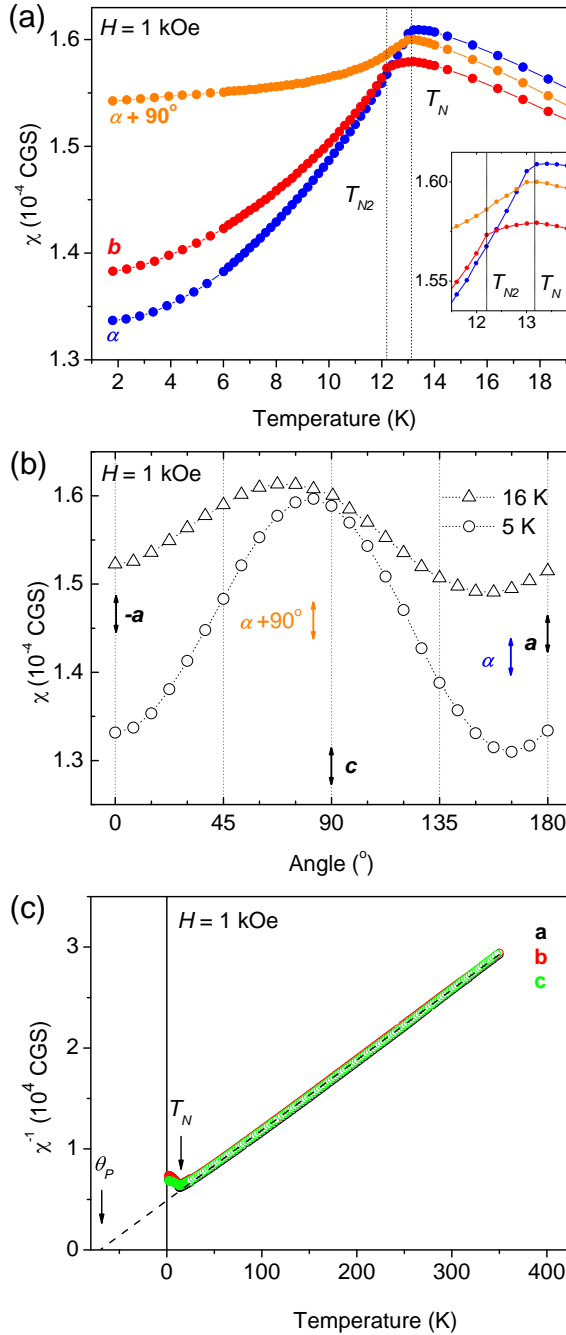 (a)
H = 1 kOe
1.6
1.5
1.4
1.3
χ (10⁻⁴ CGS)
α + 90°
b
α
T_N2
T_N
1.60
1.55
T_N2
T_N
12 13
2 4 6 8 10 12 14 16 18
Temperature (K)
(b)
H = 1 kOe
1.6
1.5
1.4
1.3
χ (10⁻⁴ CGS)
16 K
5 K
-a
α +90°
α
a
c
0 45 90 135 180
Angle (°)
(c)
H = 1 kOe
3
2
1
0
χ⁻¹ (10⁴ CGS)
a
b
c
T_N
θ_P
0 100 200 300 400
Temperature (K)